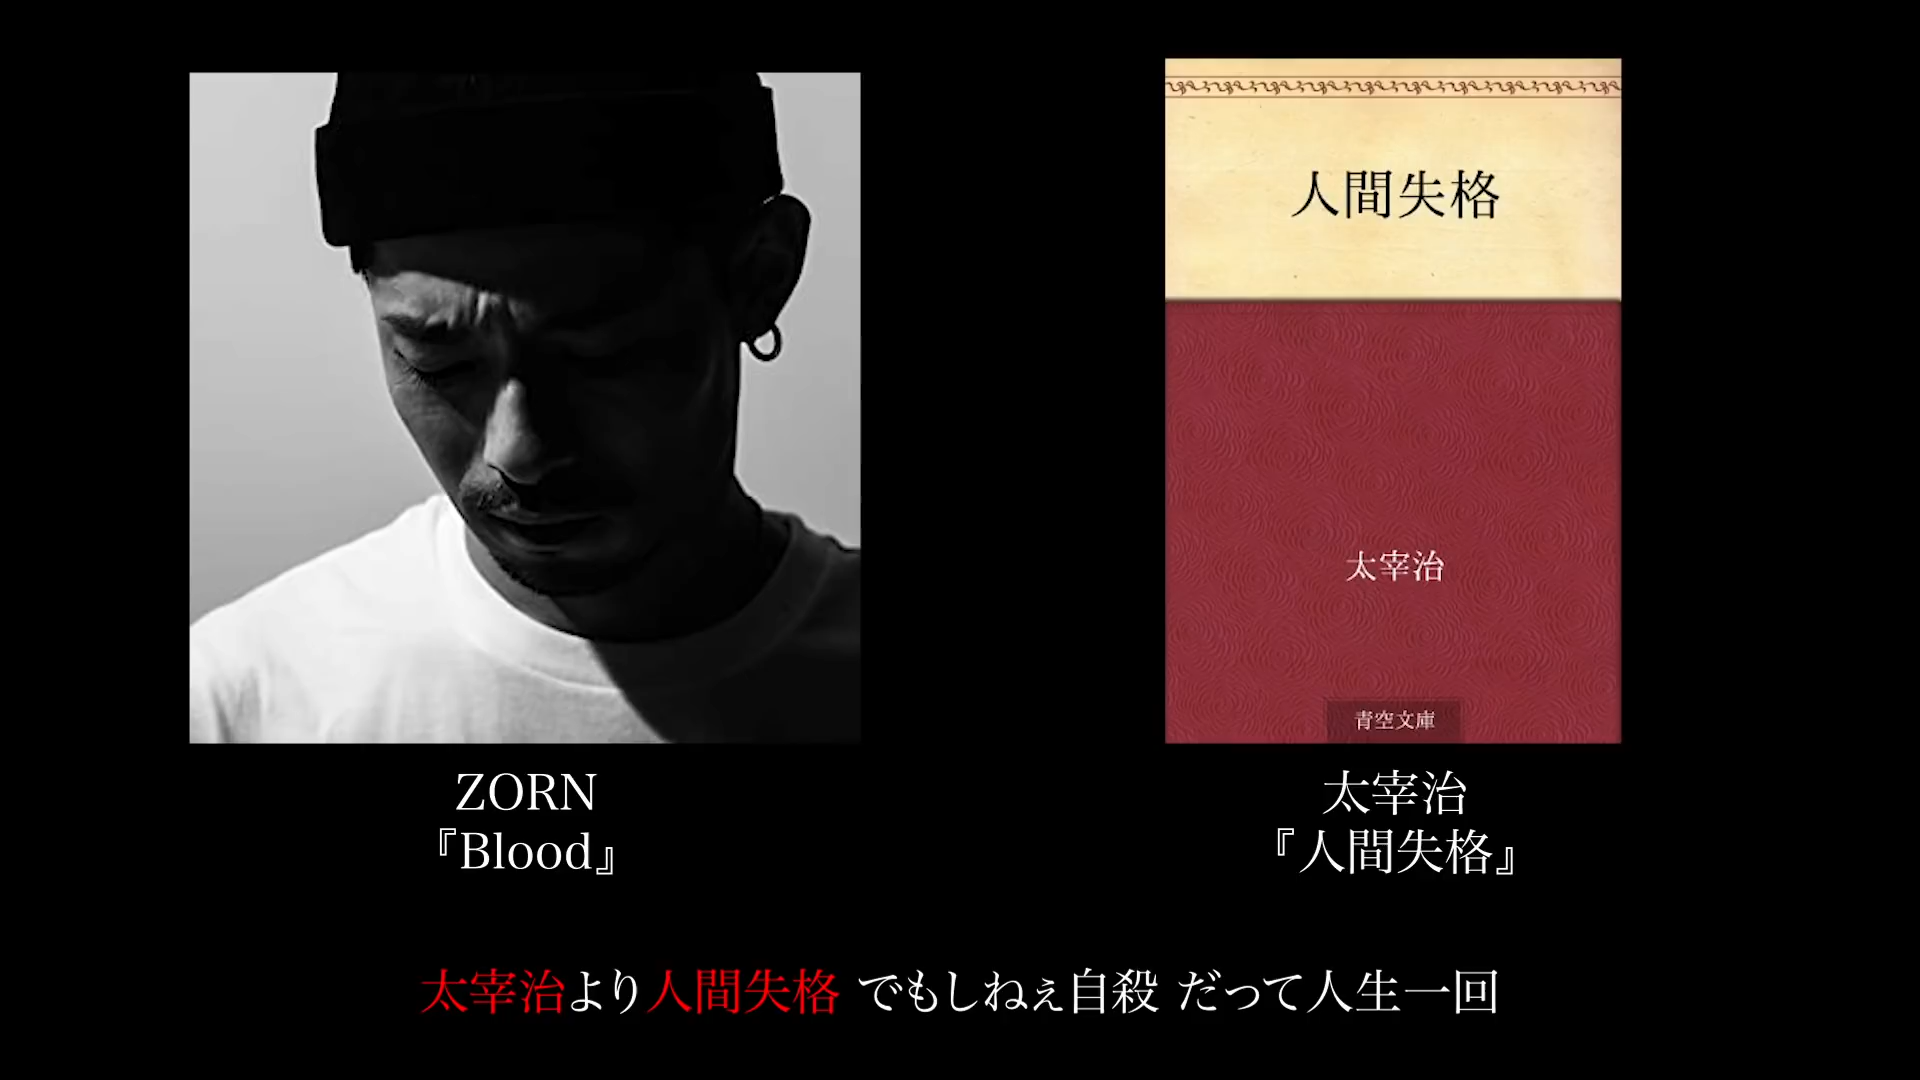 人間失格
太宰治
青空文庫
ZORN
『Blood』
太宰治
『人間失格』
太宰治より人間失格 でもしねぇ自殺 だって人生一回